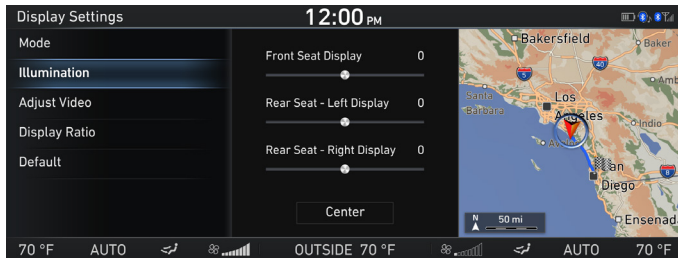 Display Settings
12:00 PM
Mode
Illumination
Adjust Video
Display Ratio
Default
Front Seat Display 0
Rear Seat - Left Display 0
Rear Seat - Right Display 0
Center
Bakersfield
Baker
40
5
Santa
Barbara
Los
Angeles
Indio
San
Diego
8
Ensenad
N
50 mi
70 °F AUTO OUTSIDE 70 °F AUTO 70 °F